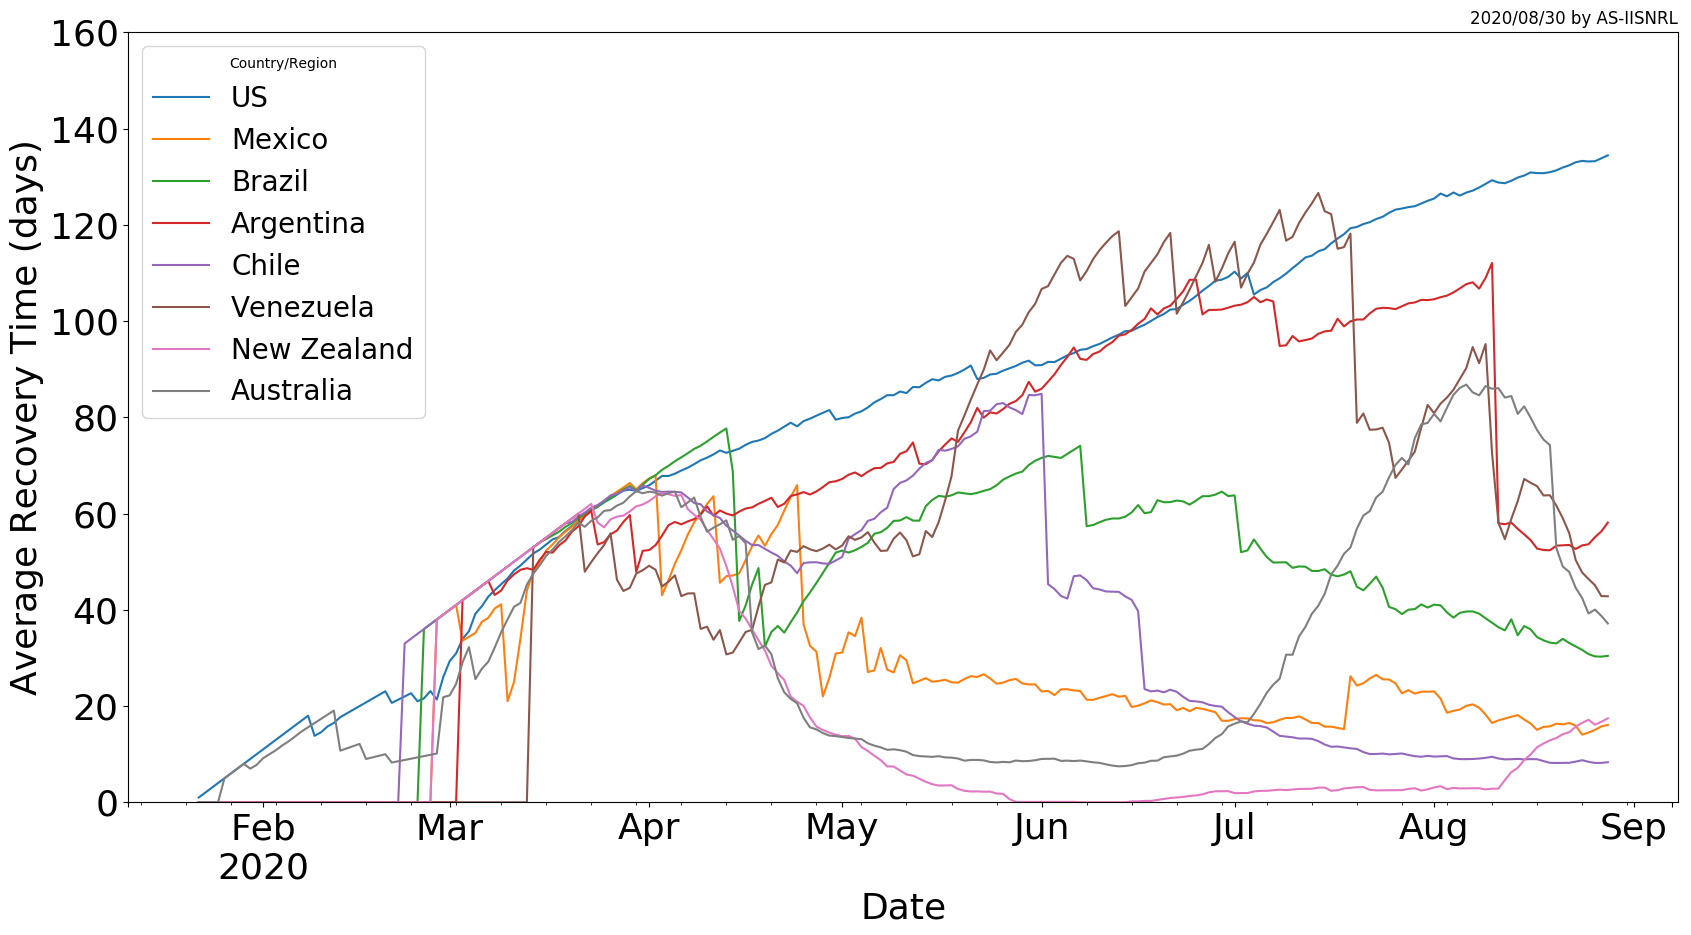 2020/08/30 by AS-IISNRL
Average Recovery Time (days)
160
140
120
100
80
60
40
20
0
Country/Region
US
Mexico
Brazil
Argentina
Chile
Venezuela
New Zealand
Australia
Feb Mar Apr May Jun Jul Aug Sep
2020
Date